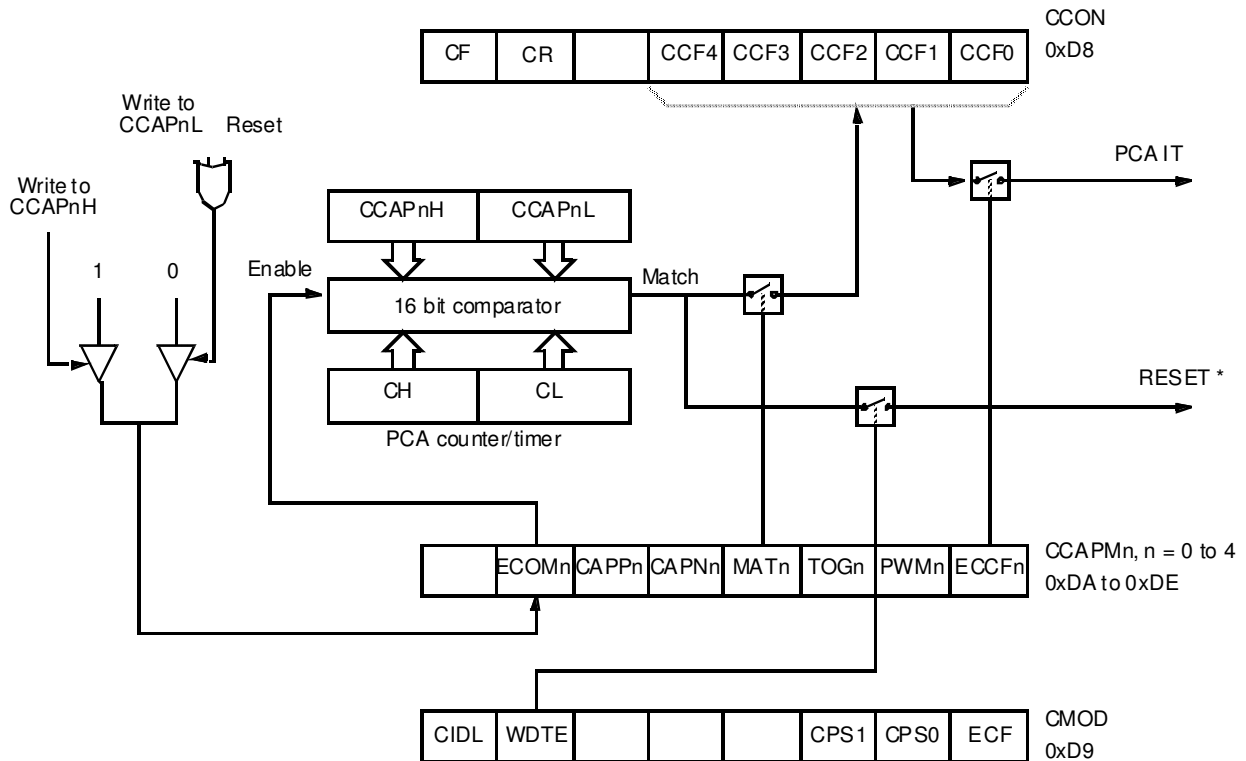 CCON
CF CR CCF4 CCF3 CCF2 CCF1 CCF0
0xD8
Write to
CCAPnL Reset
PCA IT
Write to
CCAPnH
CCAPnH CCAPnL
1 0
Enable
Match
16 bit comparator
RESET *
CH CL
PCA counter/timer
CCAPMn, n = 0 to 4
ECOMn CAPPn CAPNn MATn TOGn PWMn ECCFn
0xDA to 0xDE
CMOD
CIDL WDTE CPS1 CPS0 ECF
0xD9